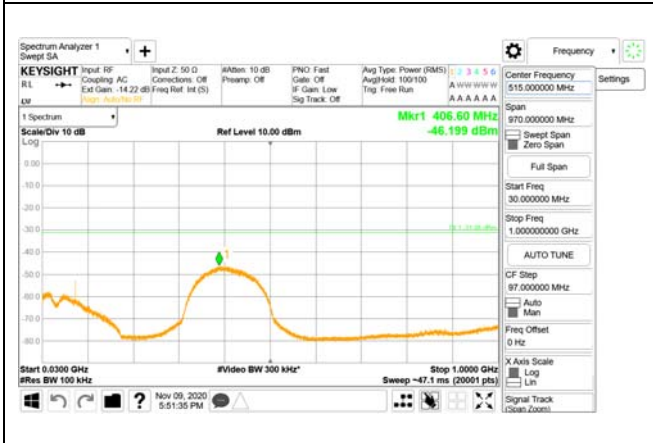 Spectrum Analyzer 1
Swept SA
+
Frequency
KEYSIGHT
Input: RF
Coupling: AC
Ext Gain: -14.22 dB
Align: Auto/No RF
Input Z: 50 Ω
Corrections: Off
Freq Ref: Int (S)
#Atten: 10 dB
Preamp: Off
PNO: Fast
Gate: Off
IF Gain: Low
Sig Track: Off
Avg Type: Power (RMS)
Avg|Hold: 100/100
Trig: Free Run
1 2 3 4 5 6
A W W W W W
A A A A A A
RL
1 Spectrum
Mkr1 406.60 MHz
Scale/Div 10 dB
Ref Level 10.00 dBm
-46.199 dBm
Log
0.00
-10.0
-20.0
-30.0
-40.0
-50.0
-60.0
-70.0
-80.0
1
Start 0.0300 GHz
#Video BW 300 kHz*
Stop 1.0000 GHz
#Res BW 100 kHz
Sweep ~47.1 ms (20001 pts)
?
Nov 09, 2020
5:51:35 PM
Center Frequency
515.000000 MHz
Settings
Span
970.000000 MHz
Swept Span
Zero Span
Full Span
Start Freq
30.000000 MHz
Stop Freq
1.000000000 GHz
AUTO TUNE
CF Step
97.000000 MHz
Auto
Man
Freq Offset
0 Hz
X Axis Scale
Log
Lin
Signal Track
(Span Zoom)